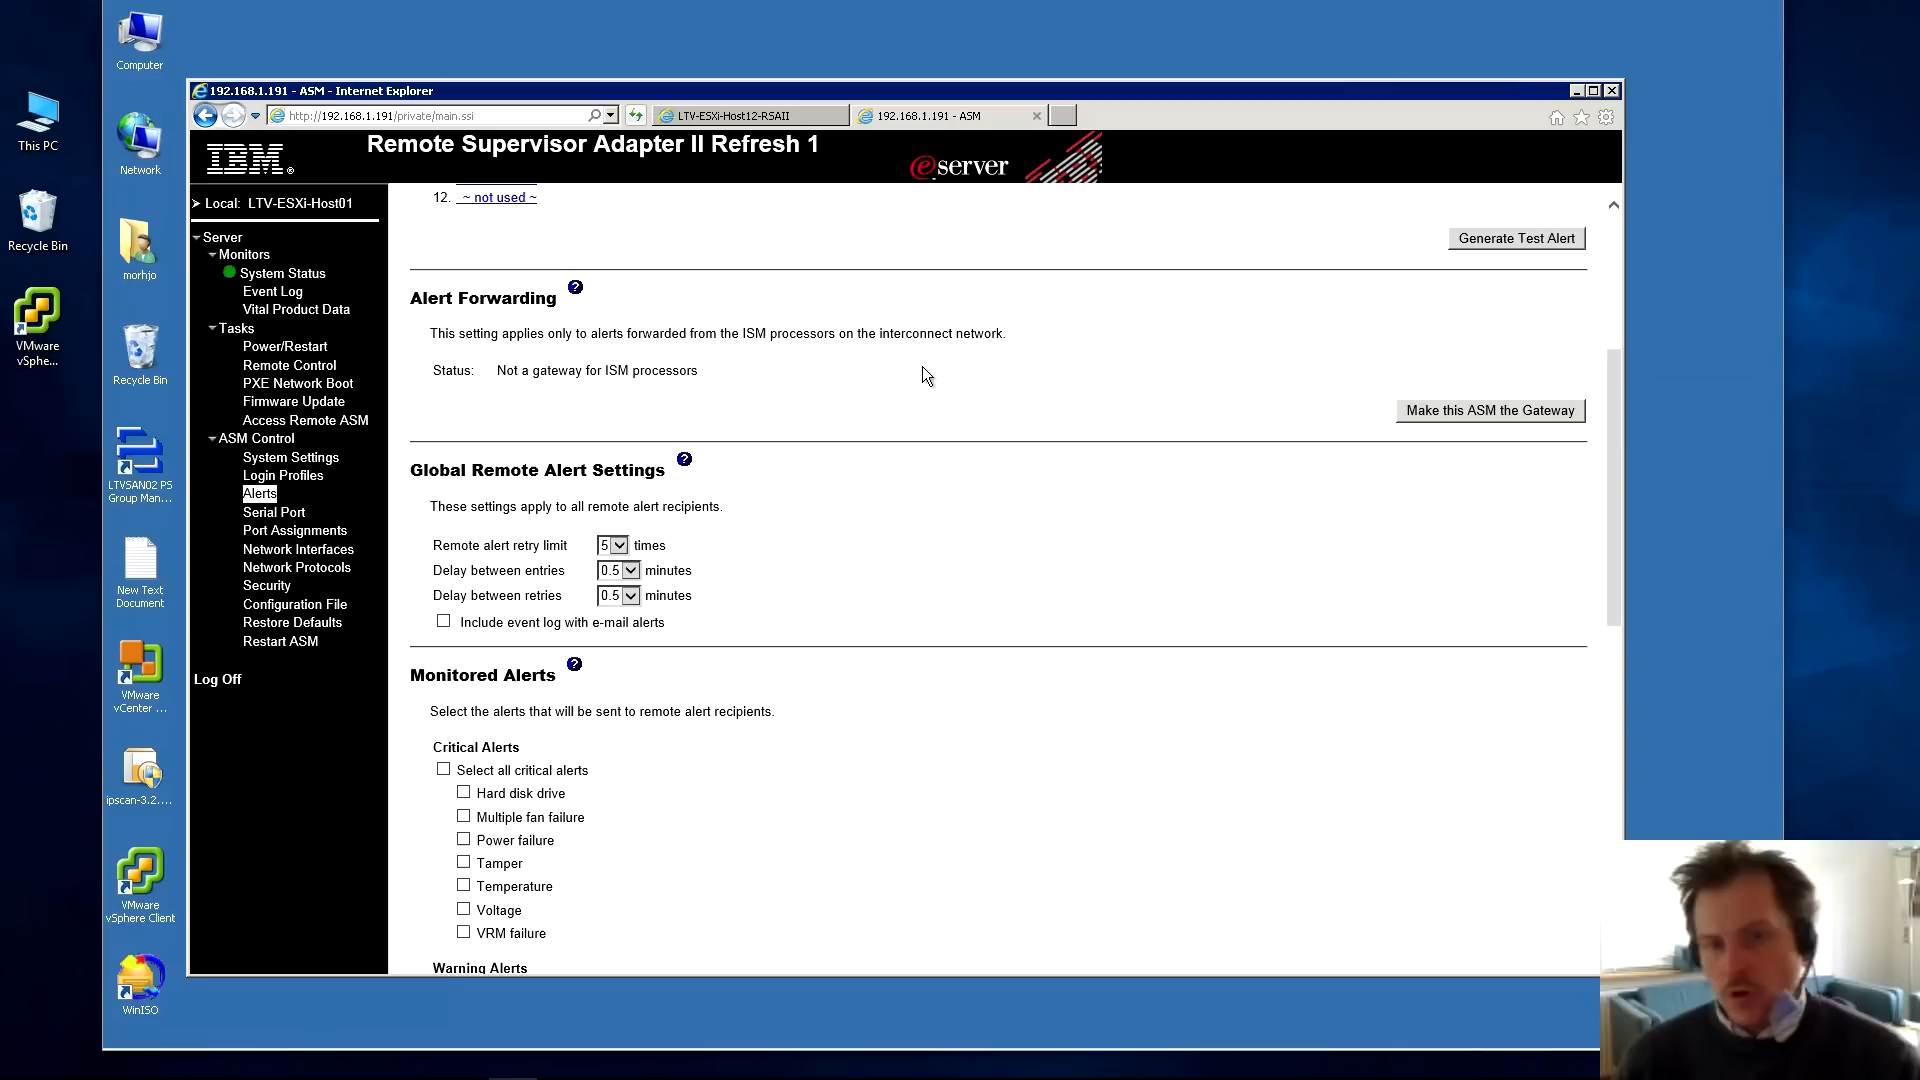 Computer
This PC
Network
Recycle Bin
morhjo
VMware
vSphe...
Recycle Bin
LTVSAN02 PS
Group Man...
New Text
Document
VMware
vCenter ...
ipscan-3.2....
VMware
vSphere Client
WinISO
192.168.1.191 - ASM - Internet Explorer
http://192.168.1.191/private/main.ssi
LTV-ESXi-Host12-RSAII
192.168.1.191 - ASM
IBM®
Remote Supervisor Adapter II Refresh 1
eserver
Local: LTV-ESXi-Host01
Server
Monitors
System Status
Event Log
Vital Product Data
Tasks
Power/Restart
Remote Control
PXE Network Boot
Firmware Update
Access Remote ASM
ASM Control
System Settings
Login Profiles
Alerts
Serial Port
Port Assignments
Network Interfaces
Network Protocols
Security
Configuration File
Restore Defaults
Restart ASM
Log Off
12. ~ not used ~
Generate Test Alert
Alert Forwarding ?
This setting applies only to alerts forwarded from the ISM processors on the interconnect network.
Status: Not a gateway for ISM processors
Make this ASM the Gateway
Global Remote Alert Settings ?
These settings apply to all remote alert recipients.
Remote alert retry limit 5 times
Delay between entries 0.5 minutes
Delay between retries 0.5 minutes
Include event log with e-mail alerts
Monitored Alerts ?
Select the alerts that will be sent to remote alert recipients.
Critical Alerts
Select all critical alerts
Hard disk drive
Multiple fan failure
Power failure
Tamper
Temperature
Voltage
VRM failure
Warning Alerts